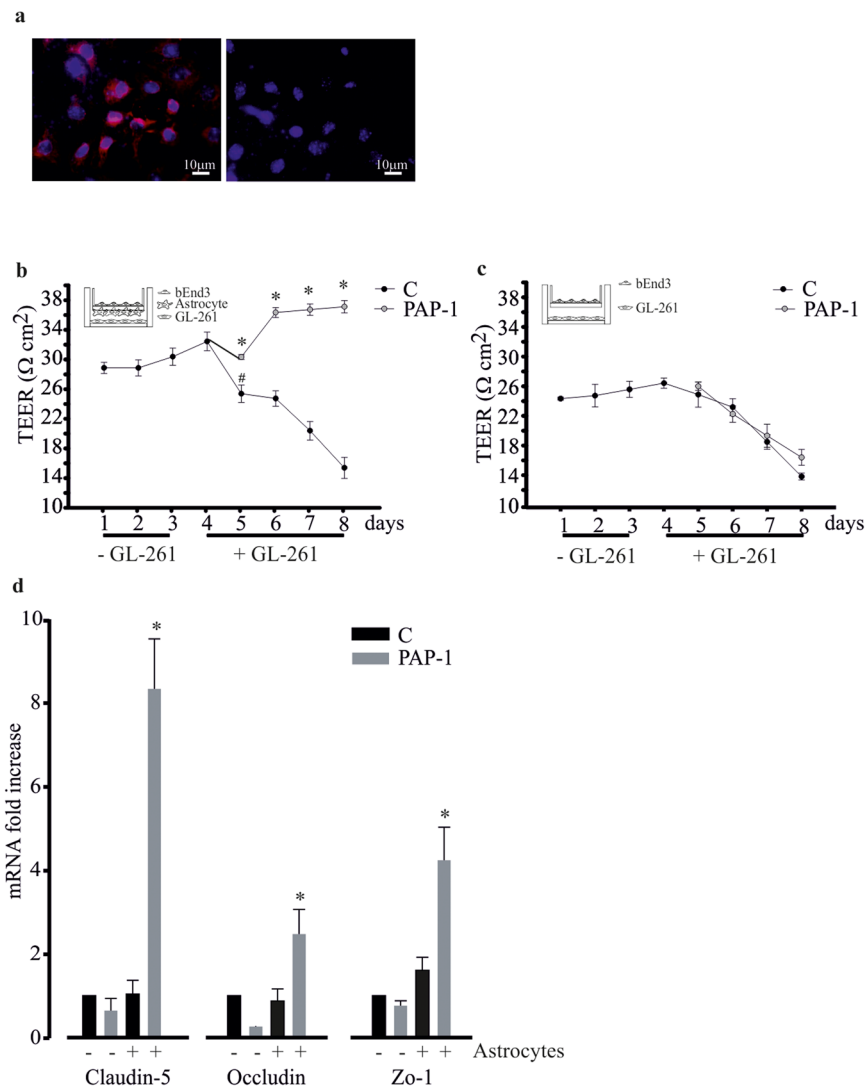 a
10μm
10μm
b
bEnd3
Astrocyte
GL-261
C
PAP-1
TEER (Ω cm2)
38
34
30
26
22
18
14
10
* * * *
#
1 2 3 4 5 6 7 8 days
- GL-261 + GL-261
c
bEnd3
GL-261
C
PAP-1
TEER (Ω cm2)
38
34
30
26
22
18
14
10
1 2 3 4 5 6 7 8 days
- GL-261 + GL-261
d
mRNA fold increase
10
8
6
4
2
0
C
PAP-1
*
*
*
- - + + - - + + - - + + Astrocytes
Claudin-5 Occludin Zo-1